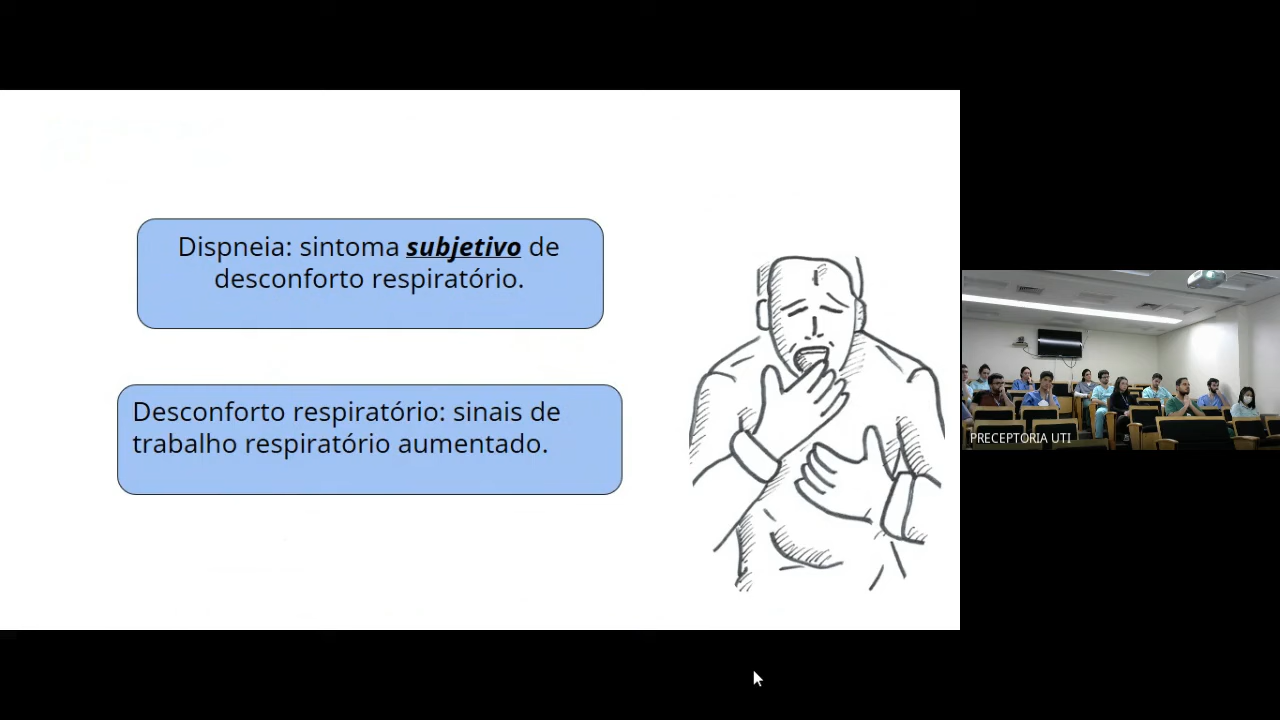 Dispneia: sintoma subjetivo de
desconforto respiratório.
Desconforto respiratório: sinais de
trabalho respiratório aumentado.
PRECEPTORIA UTI